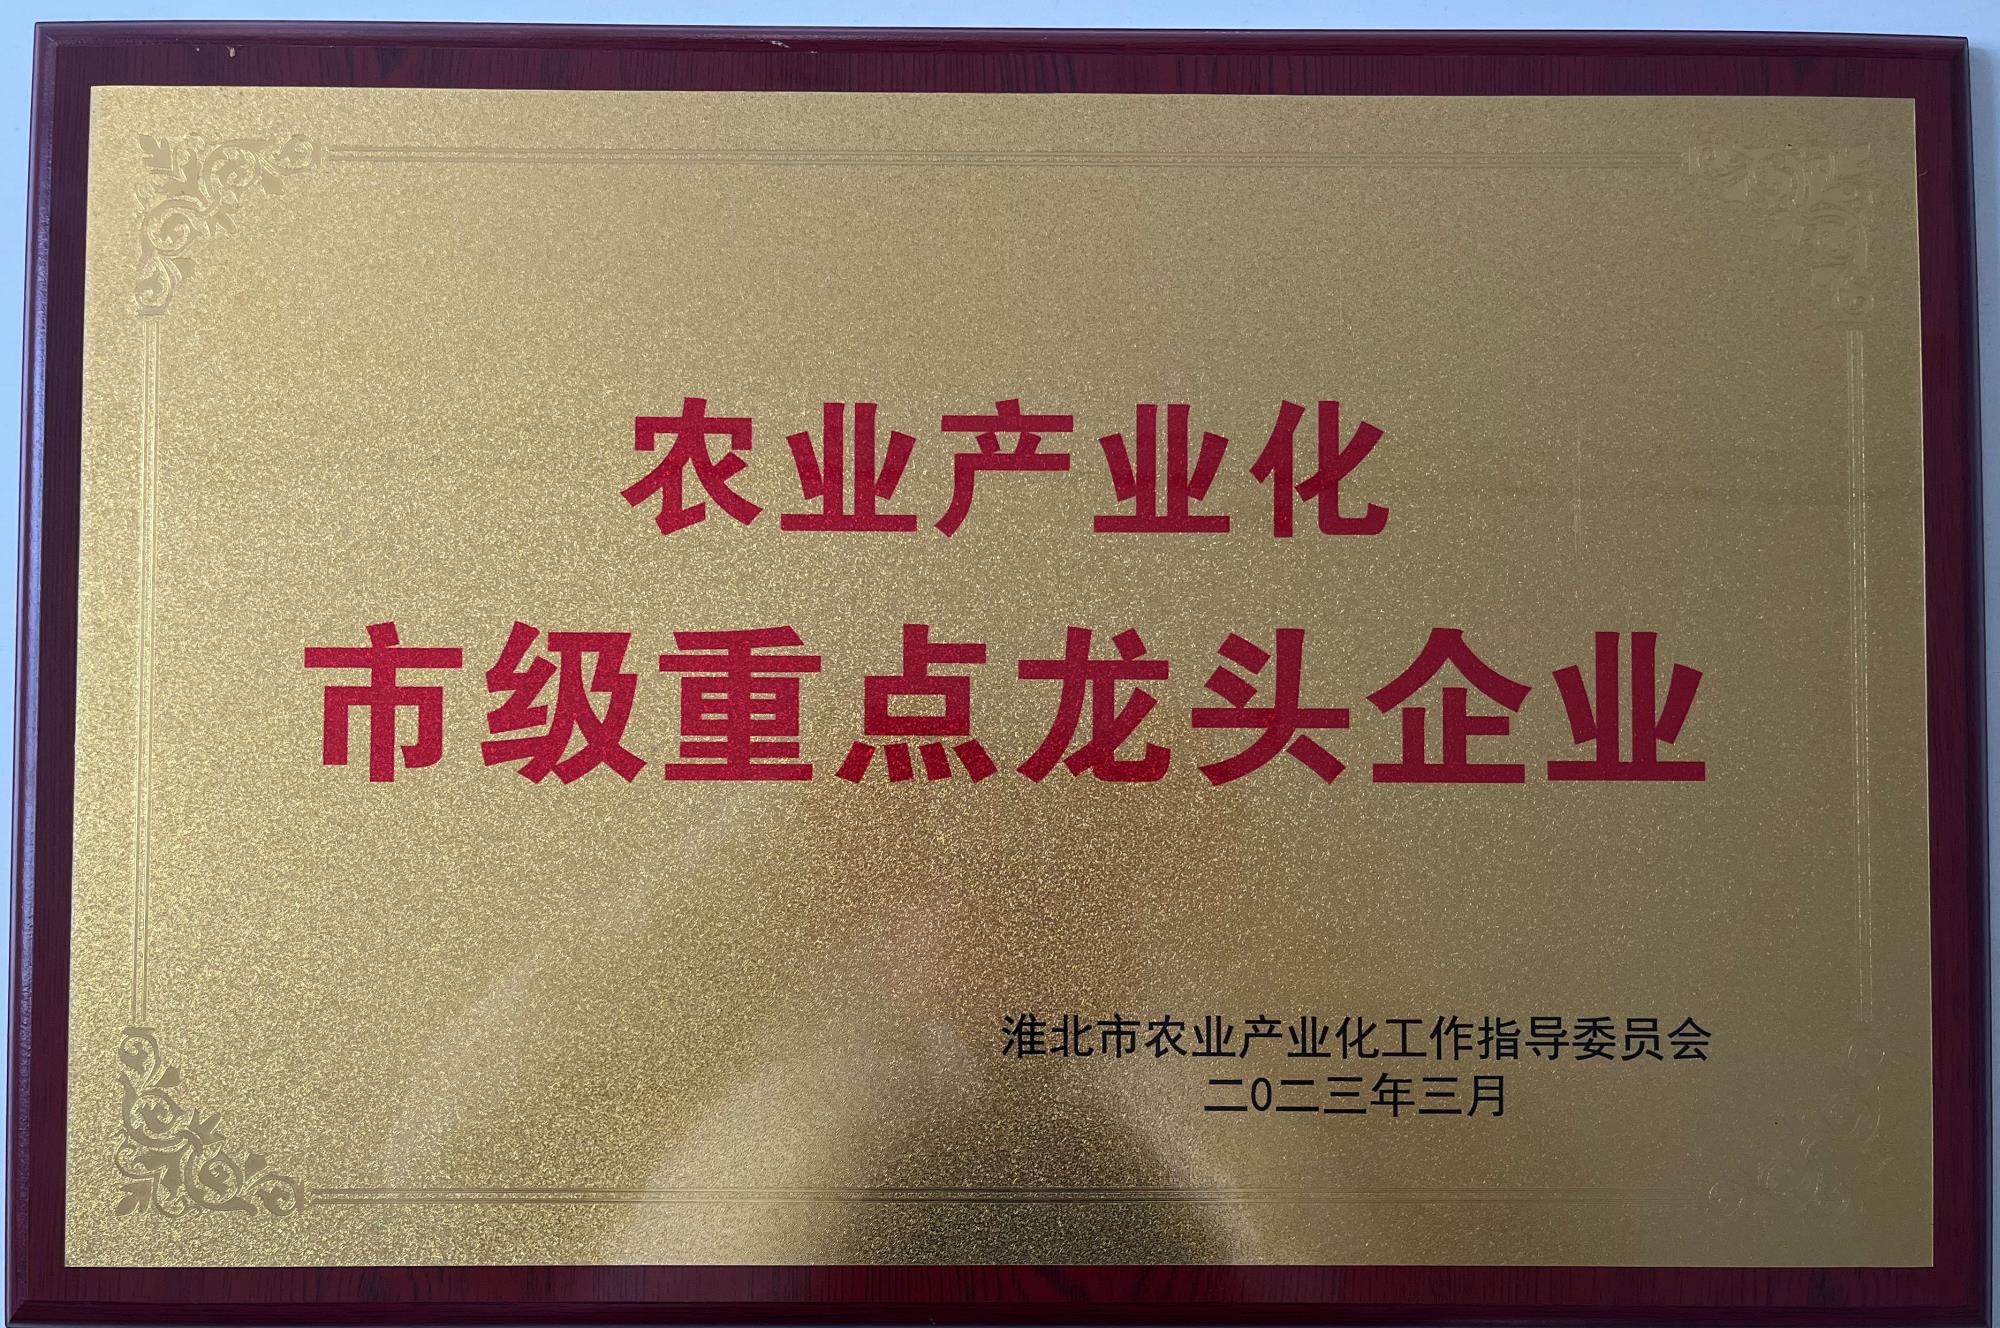 农业产业化
市级重点龙头企业
淮北市农业产业化工作指导委员会
二0二三年三月